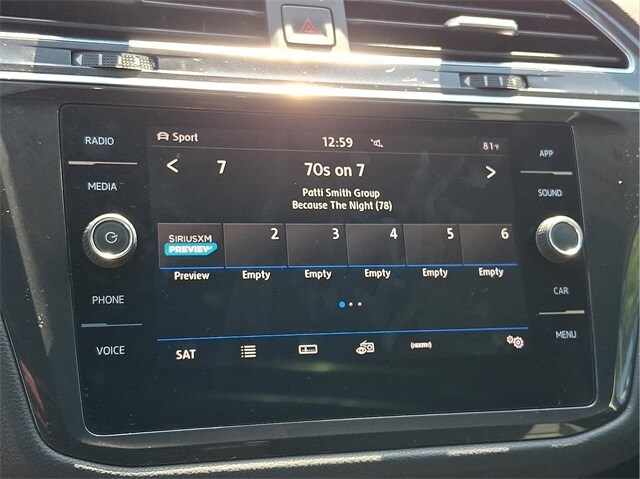 RADIO
MEDIA
PHONE
VOICE
Sport
12:59
81°F
7
70s on 7
Patti Smith Group
Because The Night (78)
SIRIUSXM
PREVIEW
2
3
4
5
6
Preview
Empty
Empty
Empty
Empty
Empty
SAT
((SXM))
APP
SOUND
CAR
MENU